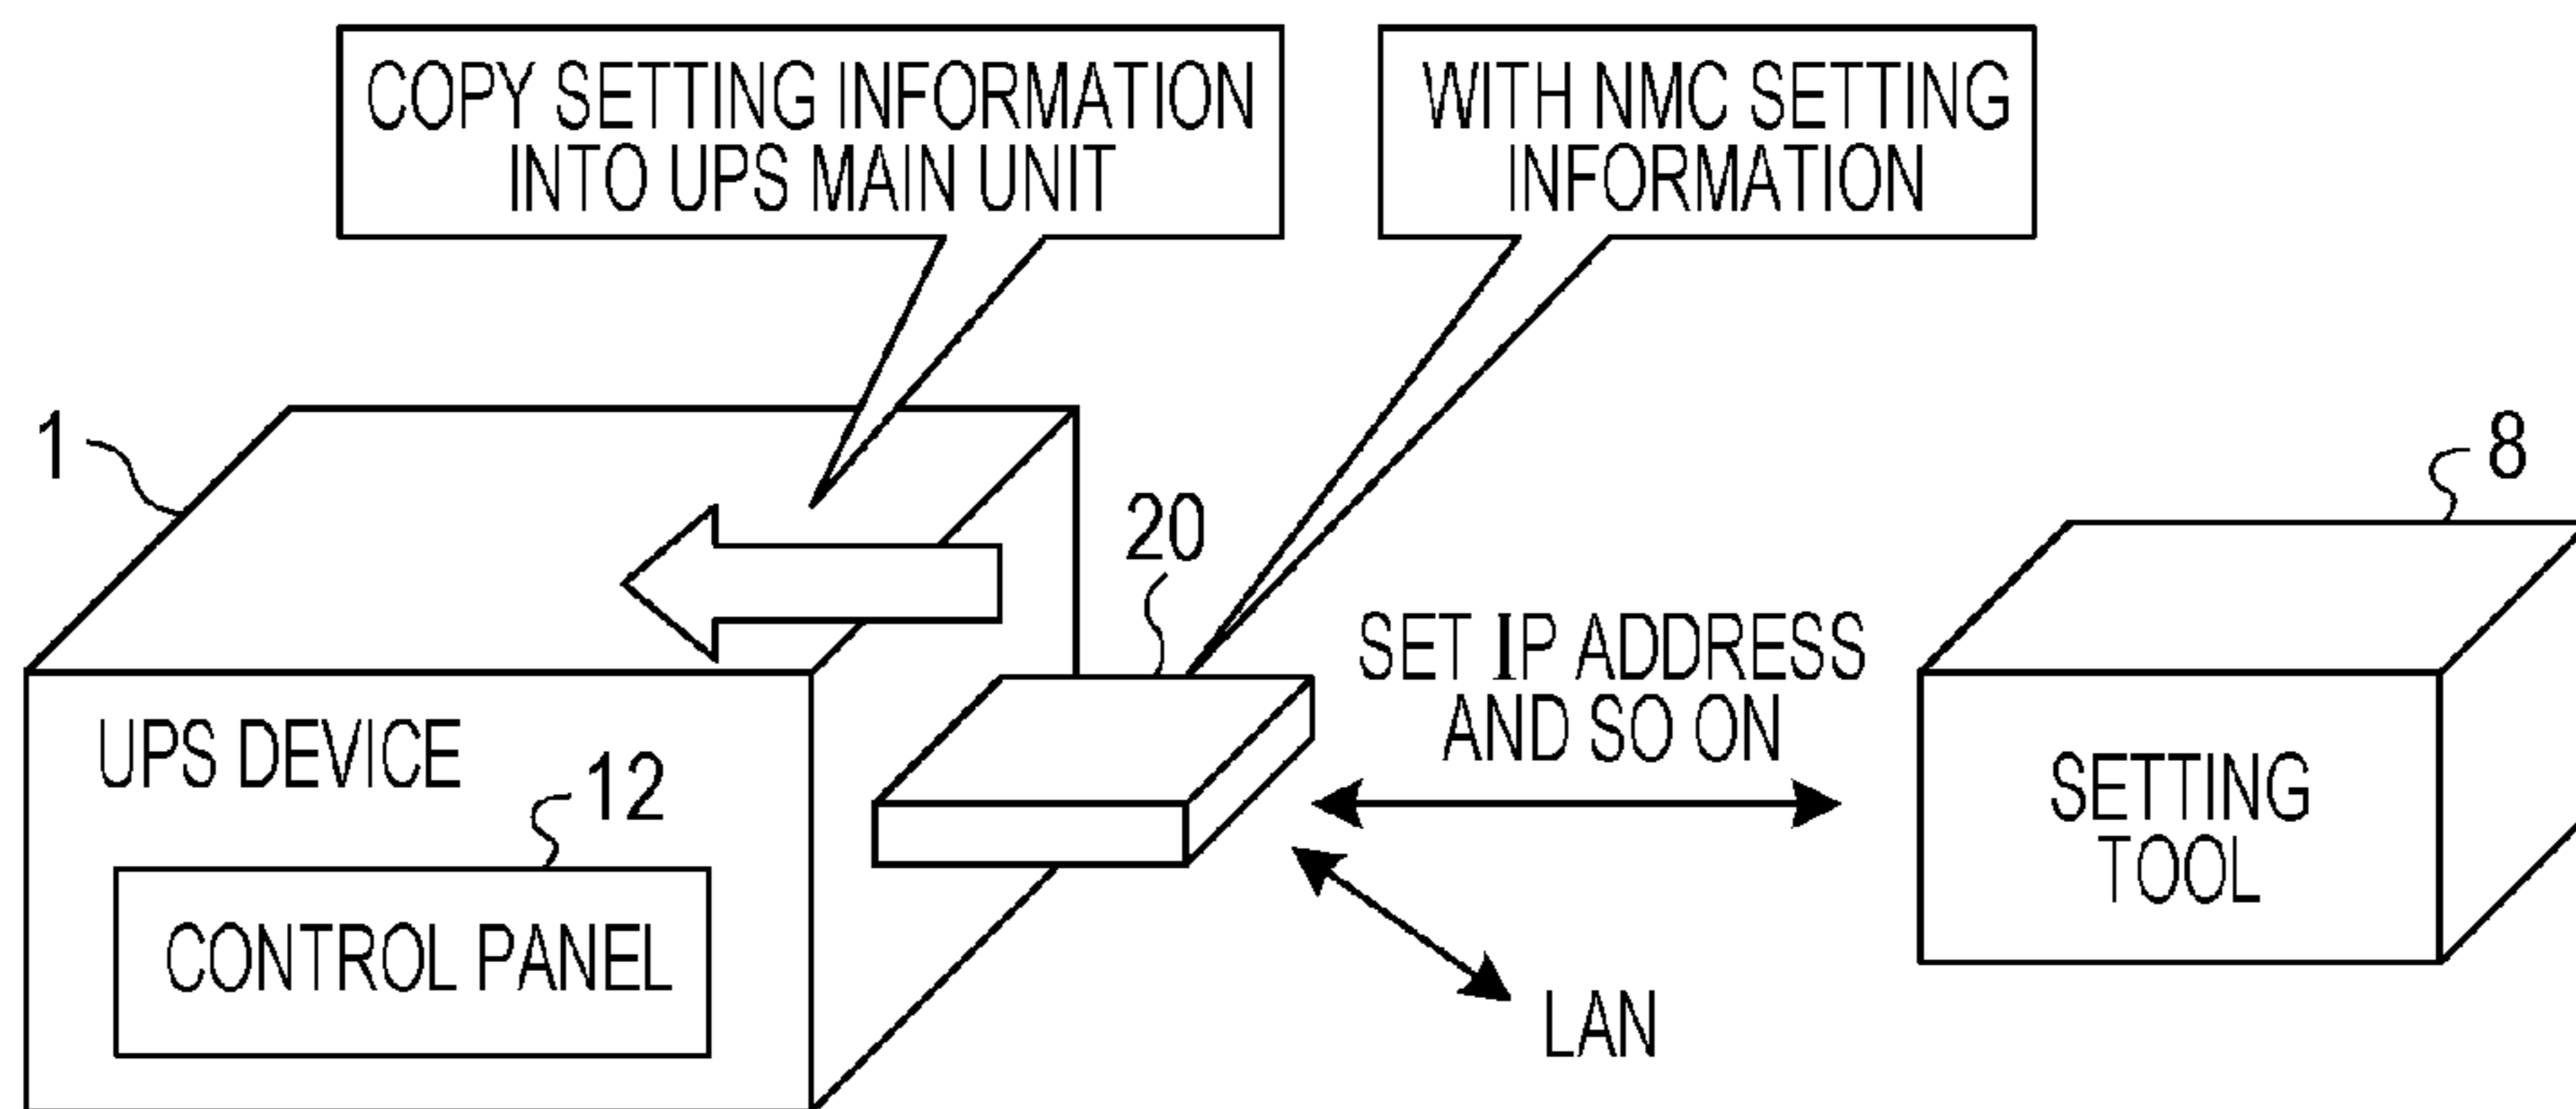 COPY SETTING INFORMATION
INTO UPS MAIN UNIT
WITH NMC SETTING
INFORMATION
1
20
8
SET IP ADDRESS
AND SO ON
UPS DEVICE
12
CONTROL PANEL
SETTING
TOOL
LAN